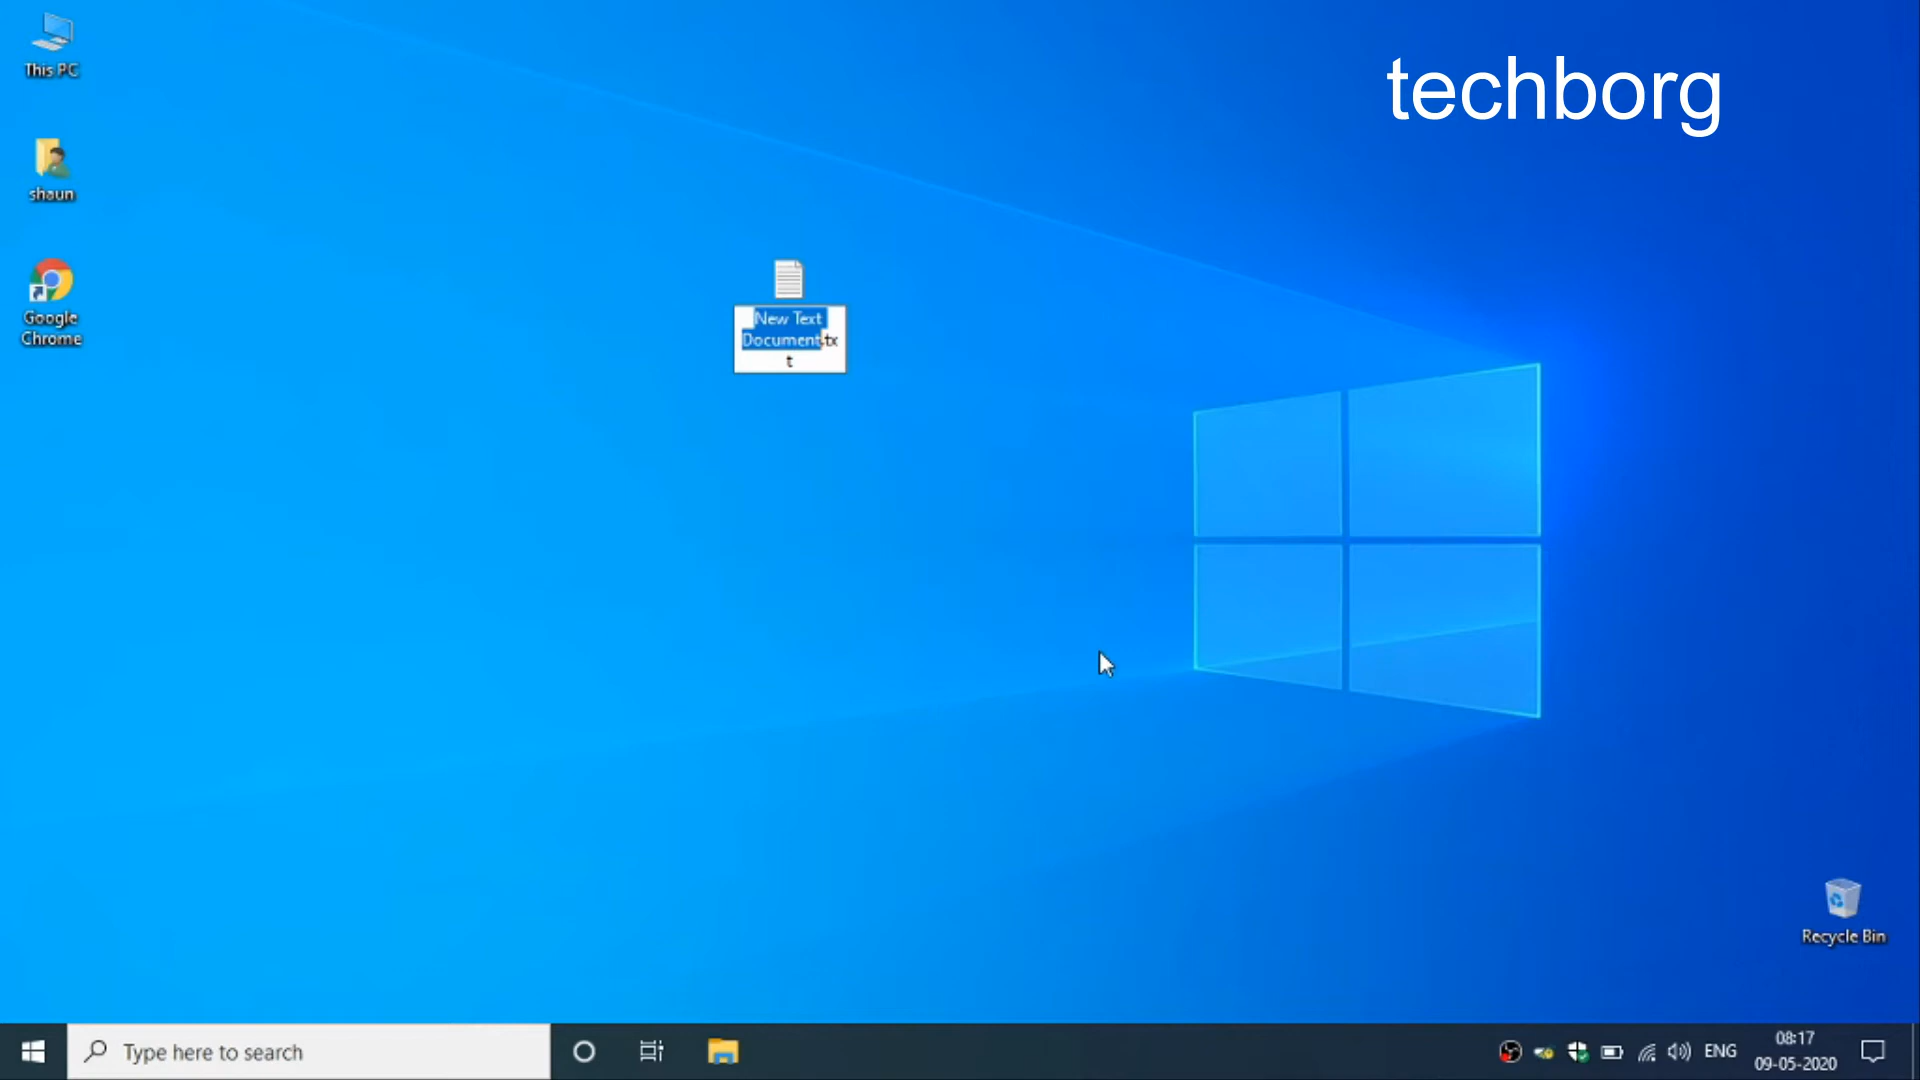 This PC
techborg
shaun
Google
Chrome
New Text
Document.tx
t
Recycle Bin
Type here to search
ENG
08:17
09-05-2020